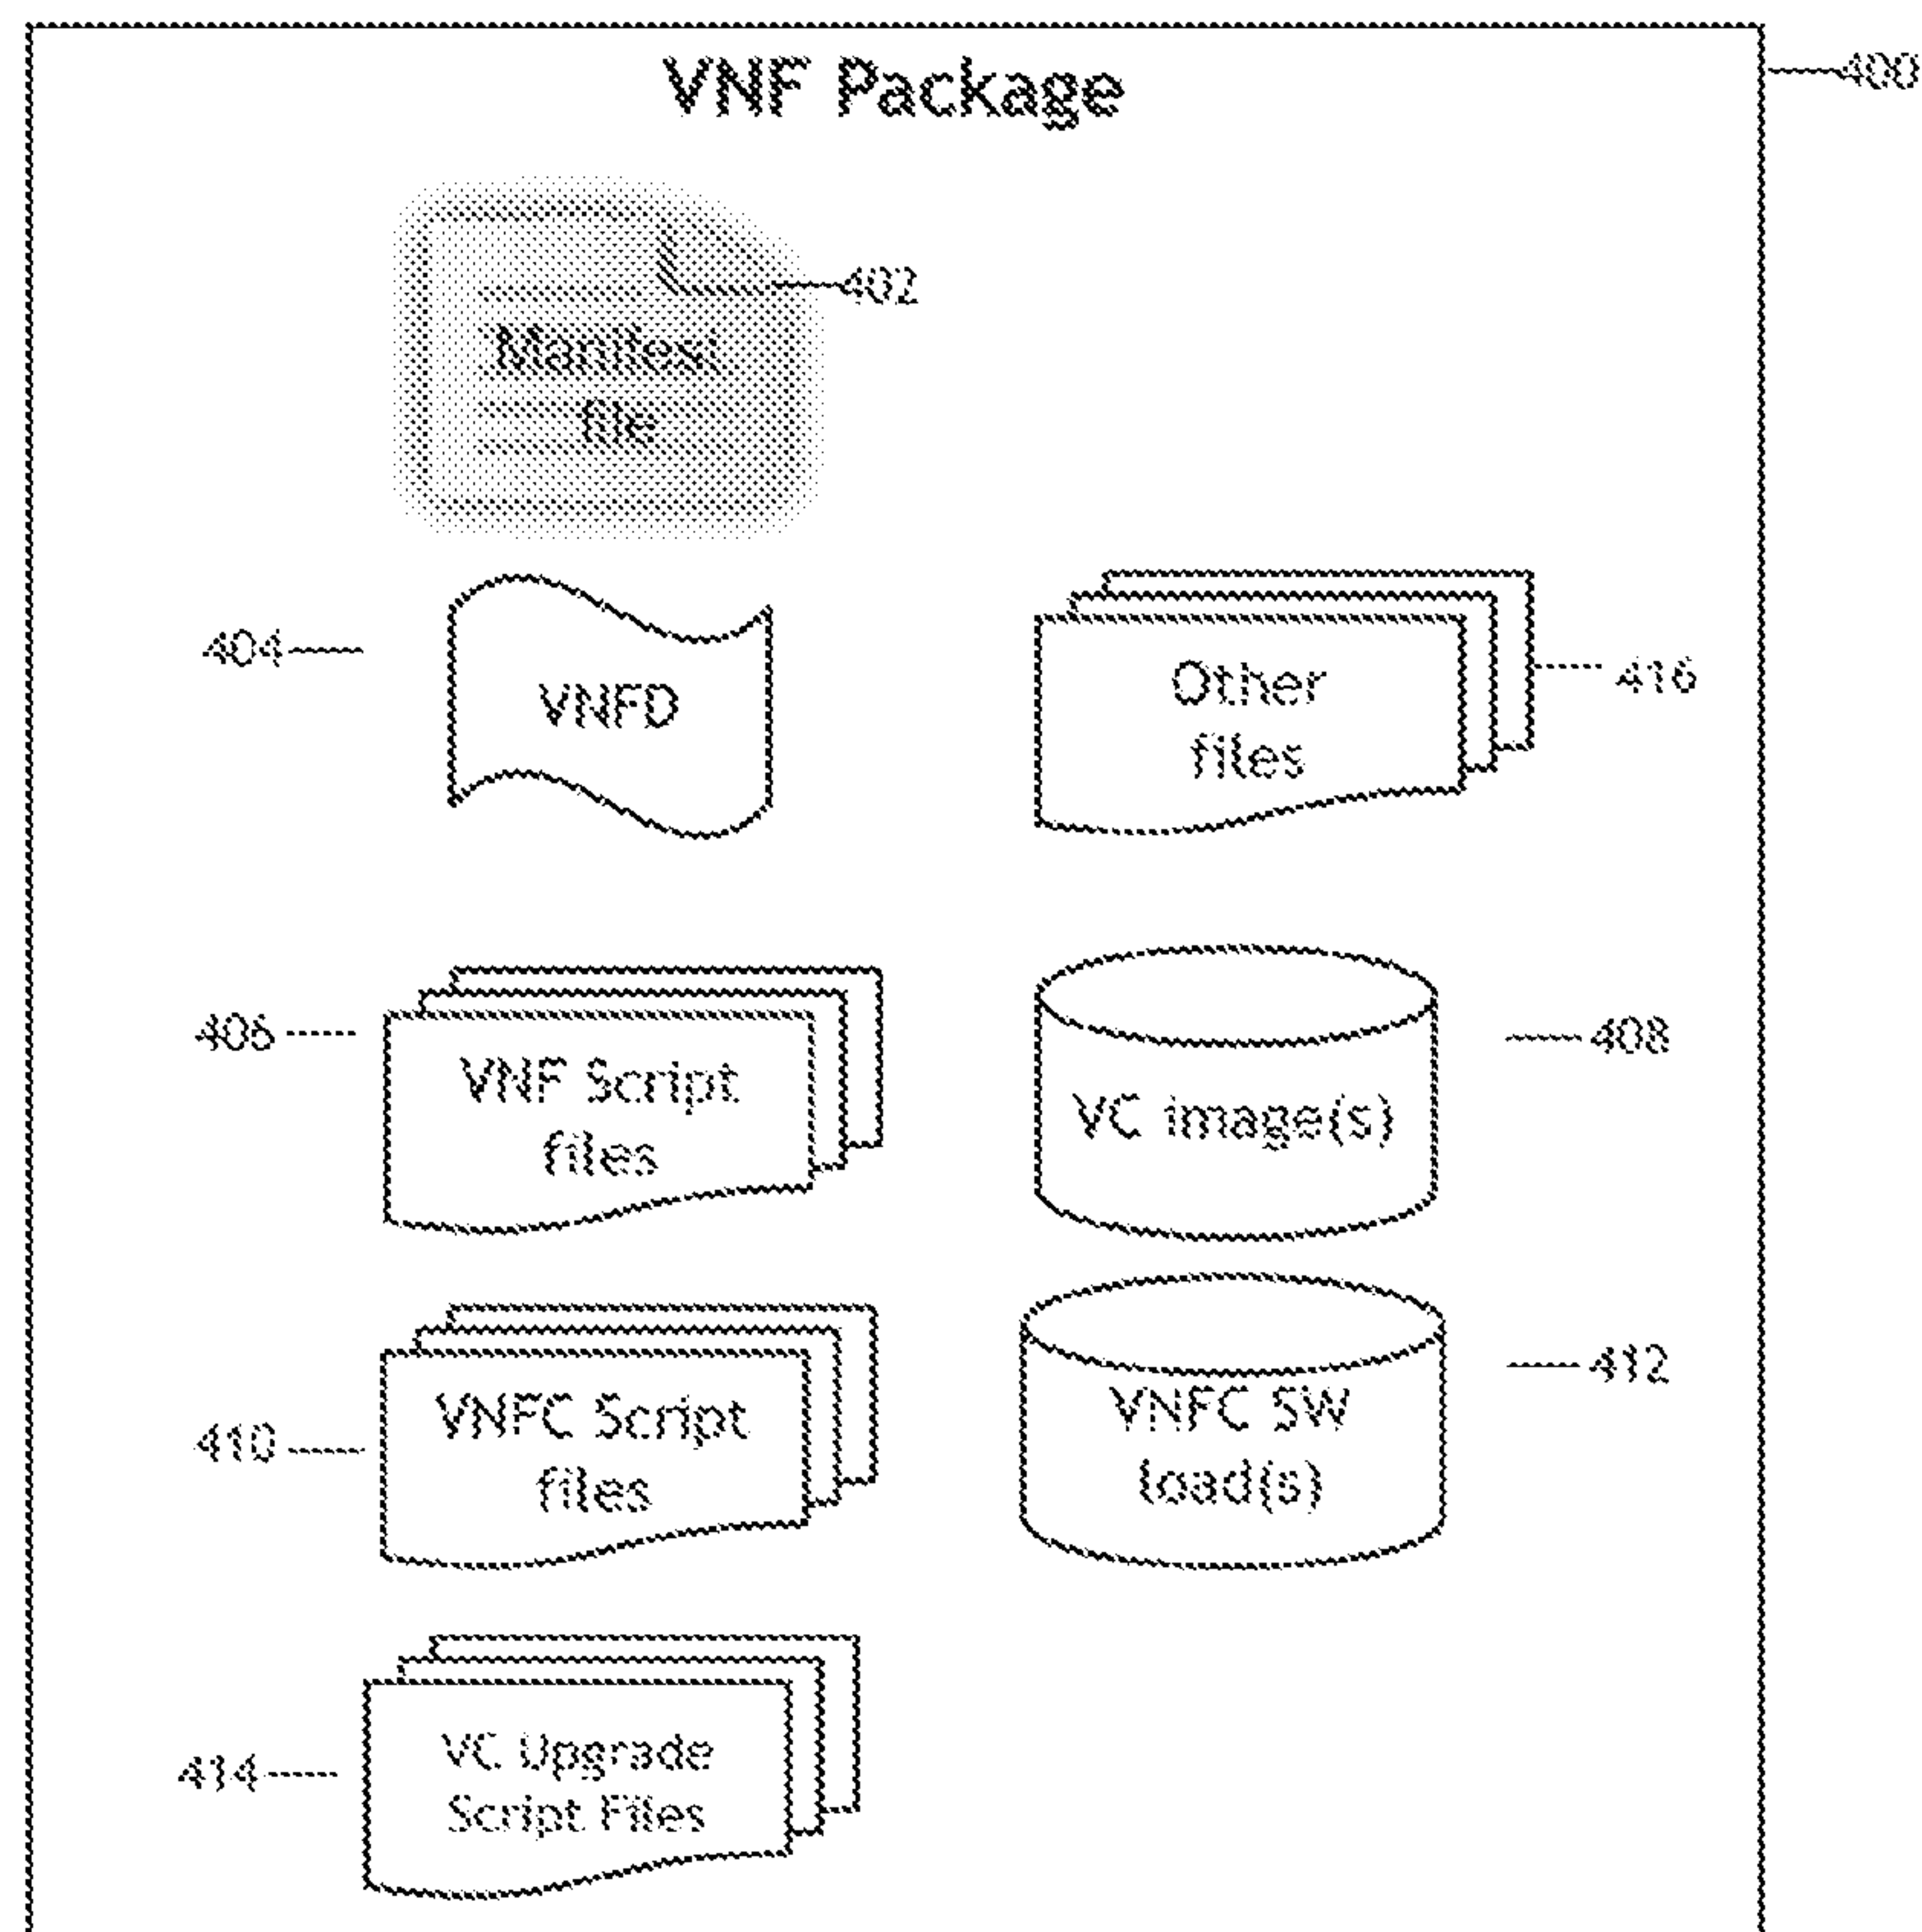 VNF Package
400
402
Manifest
file
404
VNFD
Other
files
416
406
VNF Script
files
VC image(s)
408
410
VNFC Script
files
VNFC SW
load(s)
412
414
VC Upgrade
Script Files